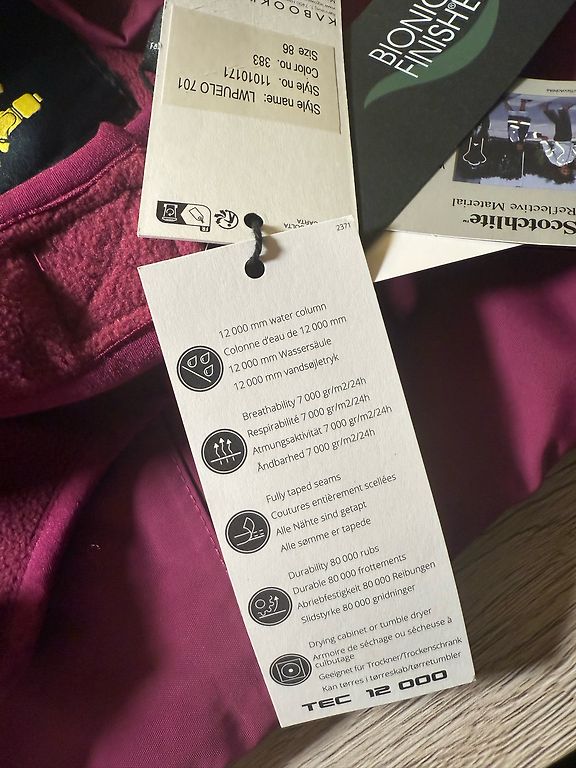 KABOOKI
Style name: LWPUELO 701
Style no. 11010171
Color no. 383
Size 86
FR
BIONIC
FINISH®
Scotchlite™
Reflective Material
2371
12 000 mm water column
Colonne d'eau de 12 000 mm
12 000 mm Wassersäule
12 000 mm vandsøjletryk
Breathability 7 000 gr/m2/24h
Respirabilité 7 000 gr/m2/24h
Atmungsaktivität 7 000 gr/m2/24h
Åndbarhed 7 000 gr/m2/24h
Fully taped seams
Coutures entièrement scellées
Alle Nähte sind getapt
Alle sømme er tapede
Durability 80 000 rubs
Durable 80 000 frottements
Abriebfestigkeit 80 000 Reibungen
Slidstyrke 80 000 gnidninger
Drying cabinet or tumble dryer
Armoire de séchage ou sécheuse à
culbutage
Geeignet für Trockner/Trockenschrank
Kan tørres i tørreskab/tørretumbler
TEC 12 000